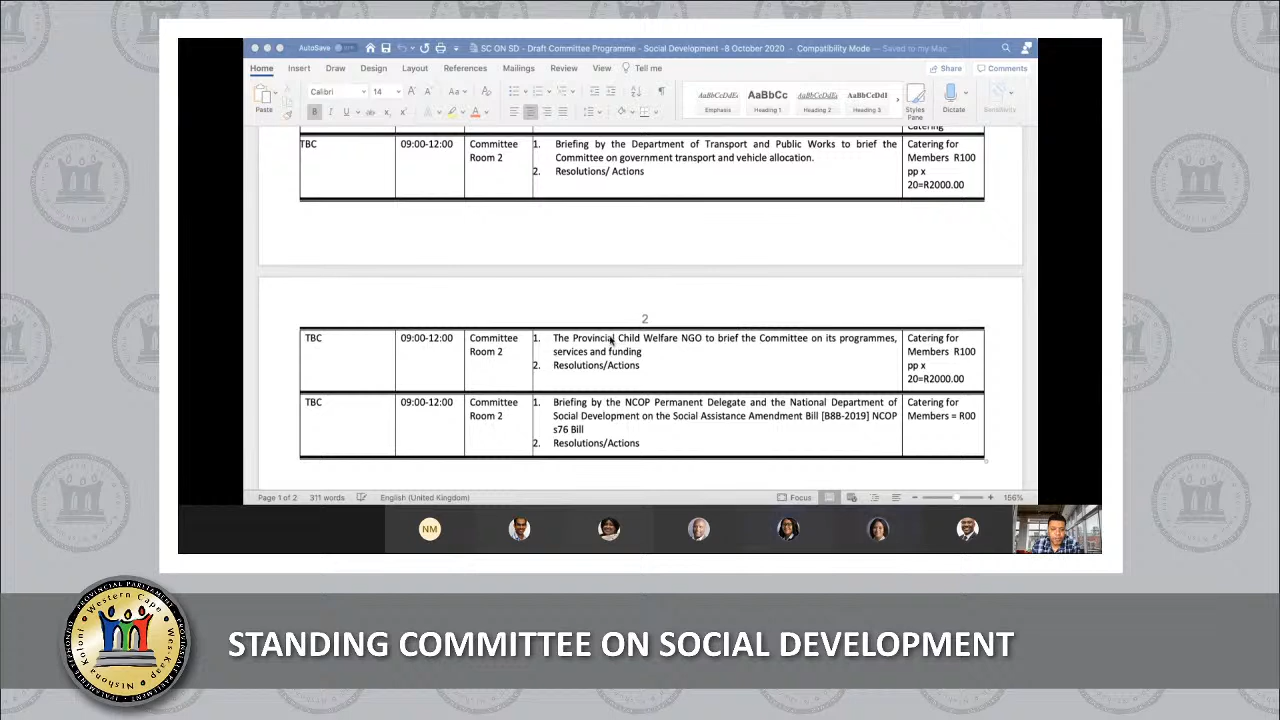 AutoSave
SC ON SD - Draft Committee Programme - Social Development -8 October 2020 - Compatibility Mode — Saved to my Mac
Home Insert Draw Design Layout References Mailings Review View Tell me Share Comments
Paste Calibri 14 AaBbCcDdEe AaBbCc AaBbCcDdEe AaBbCcDdI
Emphasis Heading 1 Heading 2 Heading 3 Styles Pane Dictate Sensitivity
Catering
TBC 09:00-12:00 Committee 1. Briefing by the Department of Transport and Public Works to brief the Catering for
Room 2 Committee on government transport and vehicle allocation. Members R100
2. Resolutions/ Actions pp x
20=R2000.00
2
TBC 09:00-12:00 Committee 1. The Provincial Child Welfare NGO to brief the Committee on its programmes, Catering for
Room 2 services and funding Members R100
2. Resolutions/Actions pp x
20=R2000.00
TBC 09:00-12:00 Committee 1. Briefing by the NCOP Permanent Delegate and the National Department of Catering for
Room 2 Social Development on the Social Assistance Amendment Bill [B8B-2019] NCOP Members = R00
s76 Bill
2. Resolutions/Actions
Page 1 of 2 311 words English (United Kingdom) Focus 156%
NM
STANDING COMMITTEE ON SOCIAL DEVELOPMENT
Western Cape
Wes-Kaap
Ntshona Koloni